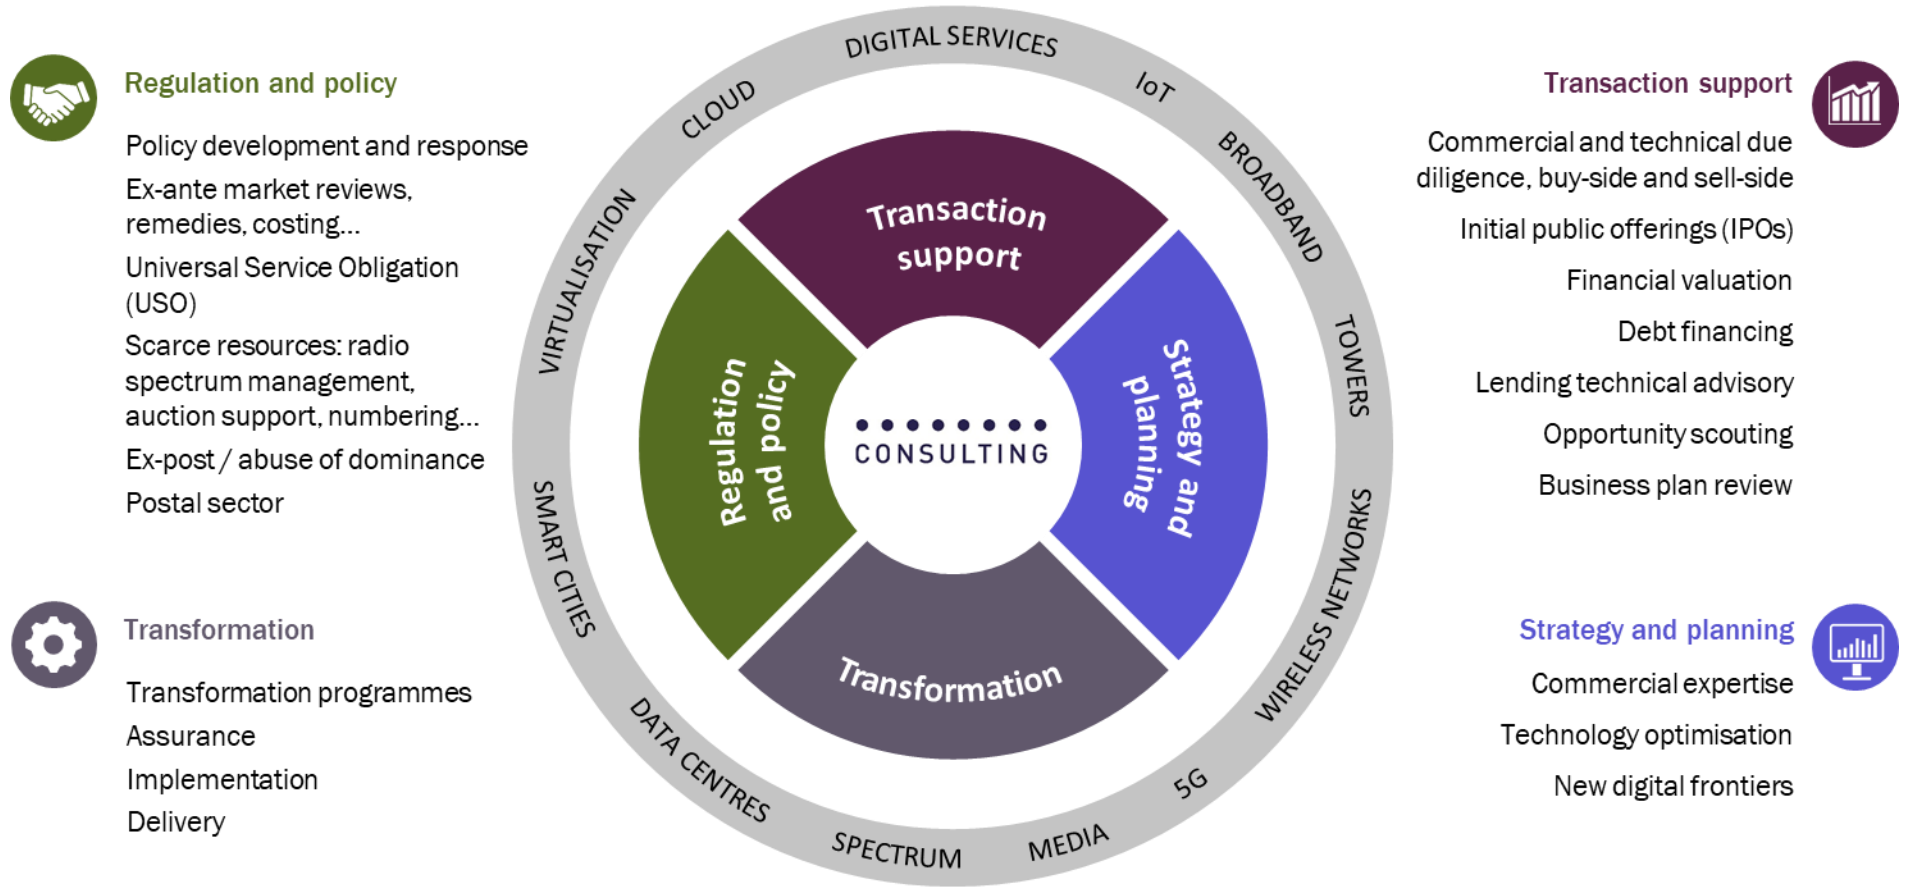 Regulation and policy
Policy development and response
Ex-ante market reviews,
remedies, costing...
Universal Service Obligation
(USO)
Scarce resources: radio
spectrum management,
auction support, numbering...
Ex-post / abuse of dominance
Postal sector
Transformation
Transformation programmes
Assurance
Implementation
Delivery
DIGITAL SERVICES
IoT
BROADBAND
TOWERS
WIRELESS NETWORKS
5G
MEDIA
SPECTRUM
DATA CENTRES
SMART CITIES
VIRTUALISATION
CLOUD
Transaction
support
Strategy and
planning
Transformation
Regulation
and policy
CONSULTING
Transaction support
Commercial and technical due
diligence, buy-side and sell-side
Initial public offerings (IPOs)
Financial valuation
Debt financing
Lending technical advisory
Opportunity scouting
Business plan review
Strategy and planning
Commercial expertise
Technology optimisation
New digital frontiers